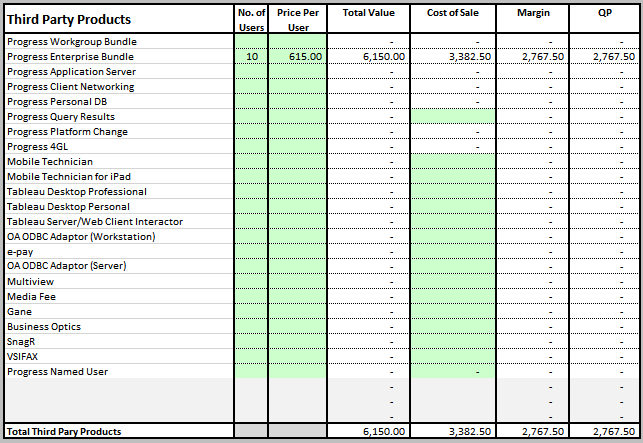 Third Party Products No. of Users Price Per User Total Value Cost of Sale Margin QP
Progress Workgroup Bundle - - - -
Progress Enterprise Bundle 10 615.00 6,150.00 3,382.50 2,767.50 2,767.50
Progress Application Server - - - -
Progress Client Networking - - - -
Progress Personal DB - - - -
Progress Query Results - - -
Progress Platform Change - - - -
Progress 4GL - - - -
Mobile Technician - - -
Mobile Technician for iPad - - -
Tableau Desktop Professional - - -
Tableau Desktop Personal - - -
Tableau Server/Web Client Interactor - - -
OA ODBC Adaptor (Workstation) - - -
e-pay - - -
OA ODBC Adaptor (Server) - - -
Multiview - - -
Media Fee - - -
Gane - - -
Business Optics - - -
SnagR - - -
VSIFAX - - -
Progress Named User - - - -
- - -
- - -
- - -
Total Third Pary Products 6,150.00 3,382.50 2,767.50 2,767.50